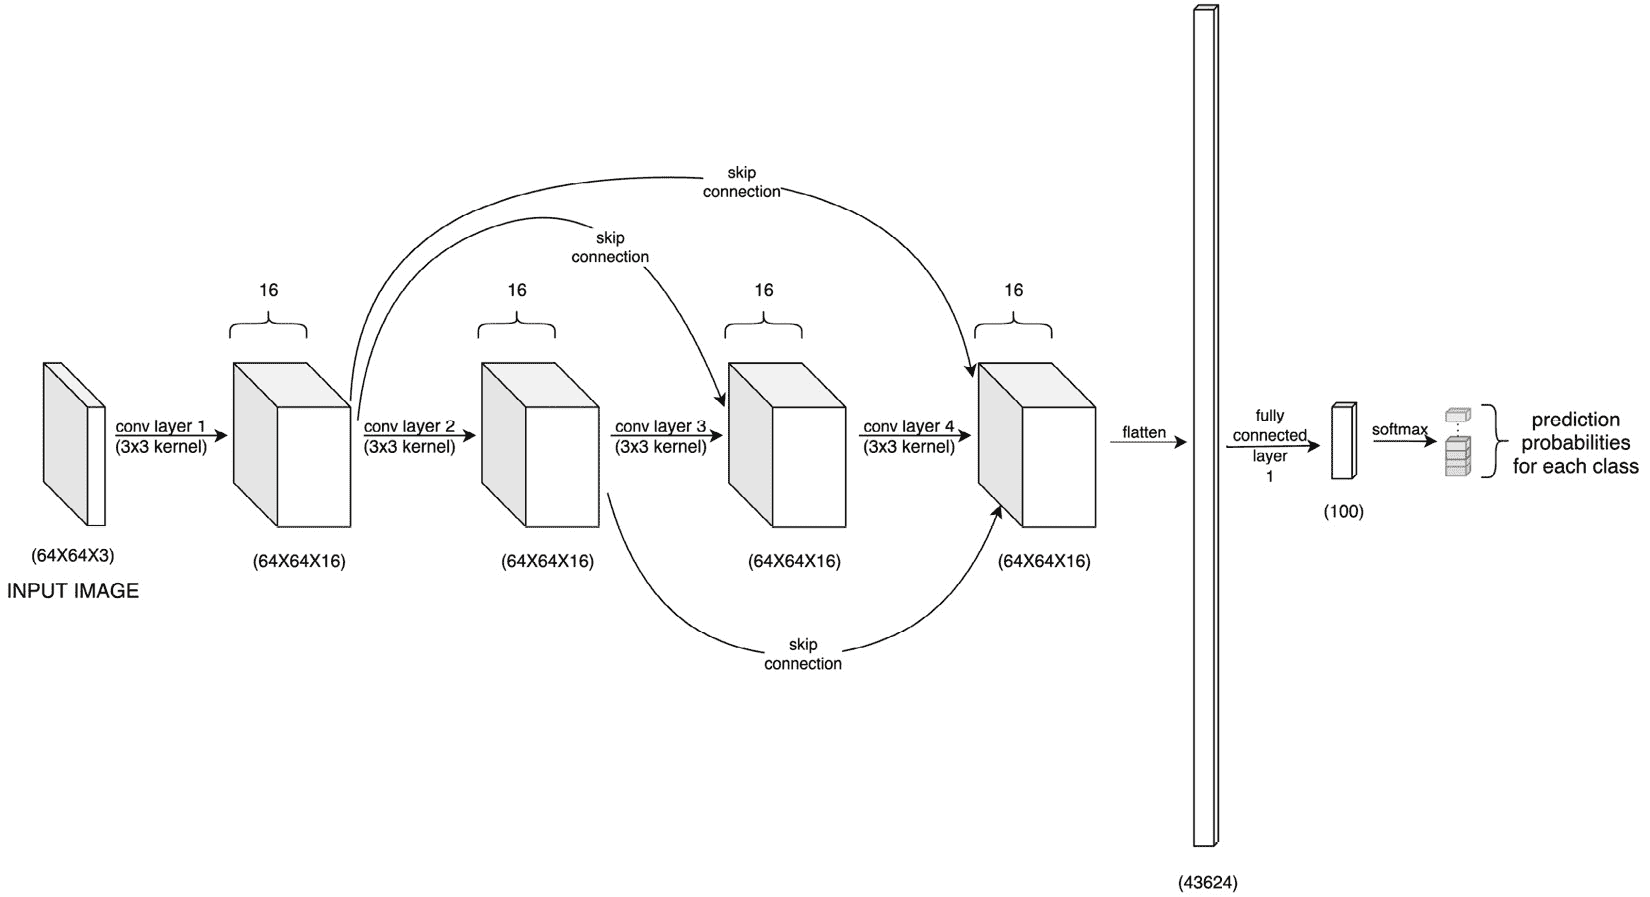 skip
connection
skip
connection
16
16
16
16
conv layer 1
(3x3 kernel)
conv layer 2
(3x3 kernel)
conv layer 3
(3x3 kernel)
conv layer 4
(3x3 kernel)
flatten
fully
connected
layer
1
softmax
prediction
probabilities
for each class
(64X64X3)
INPUT IMAGE
(64X64X16)
(64X64X16)
(64X64X16)
(64X64X16)
(100)
skip
connection
(43624)